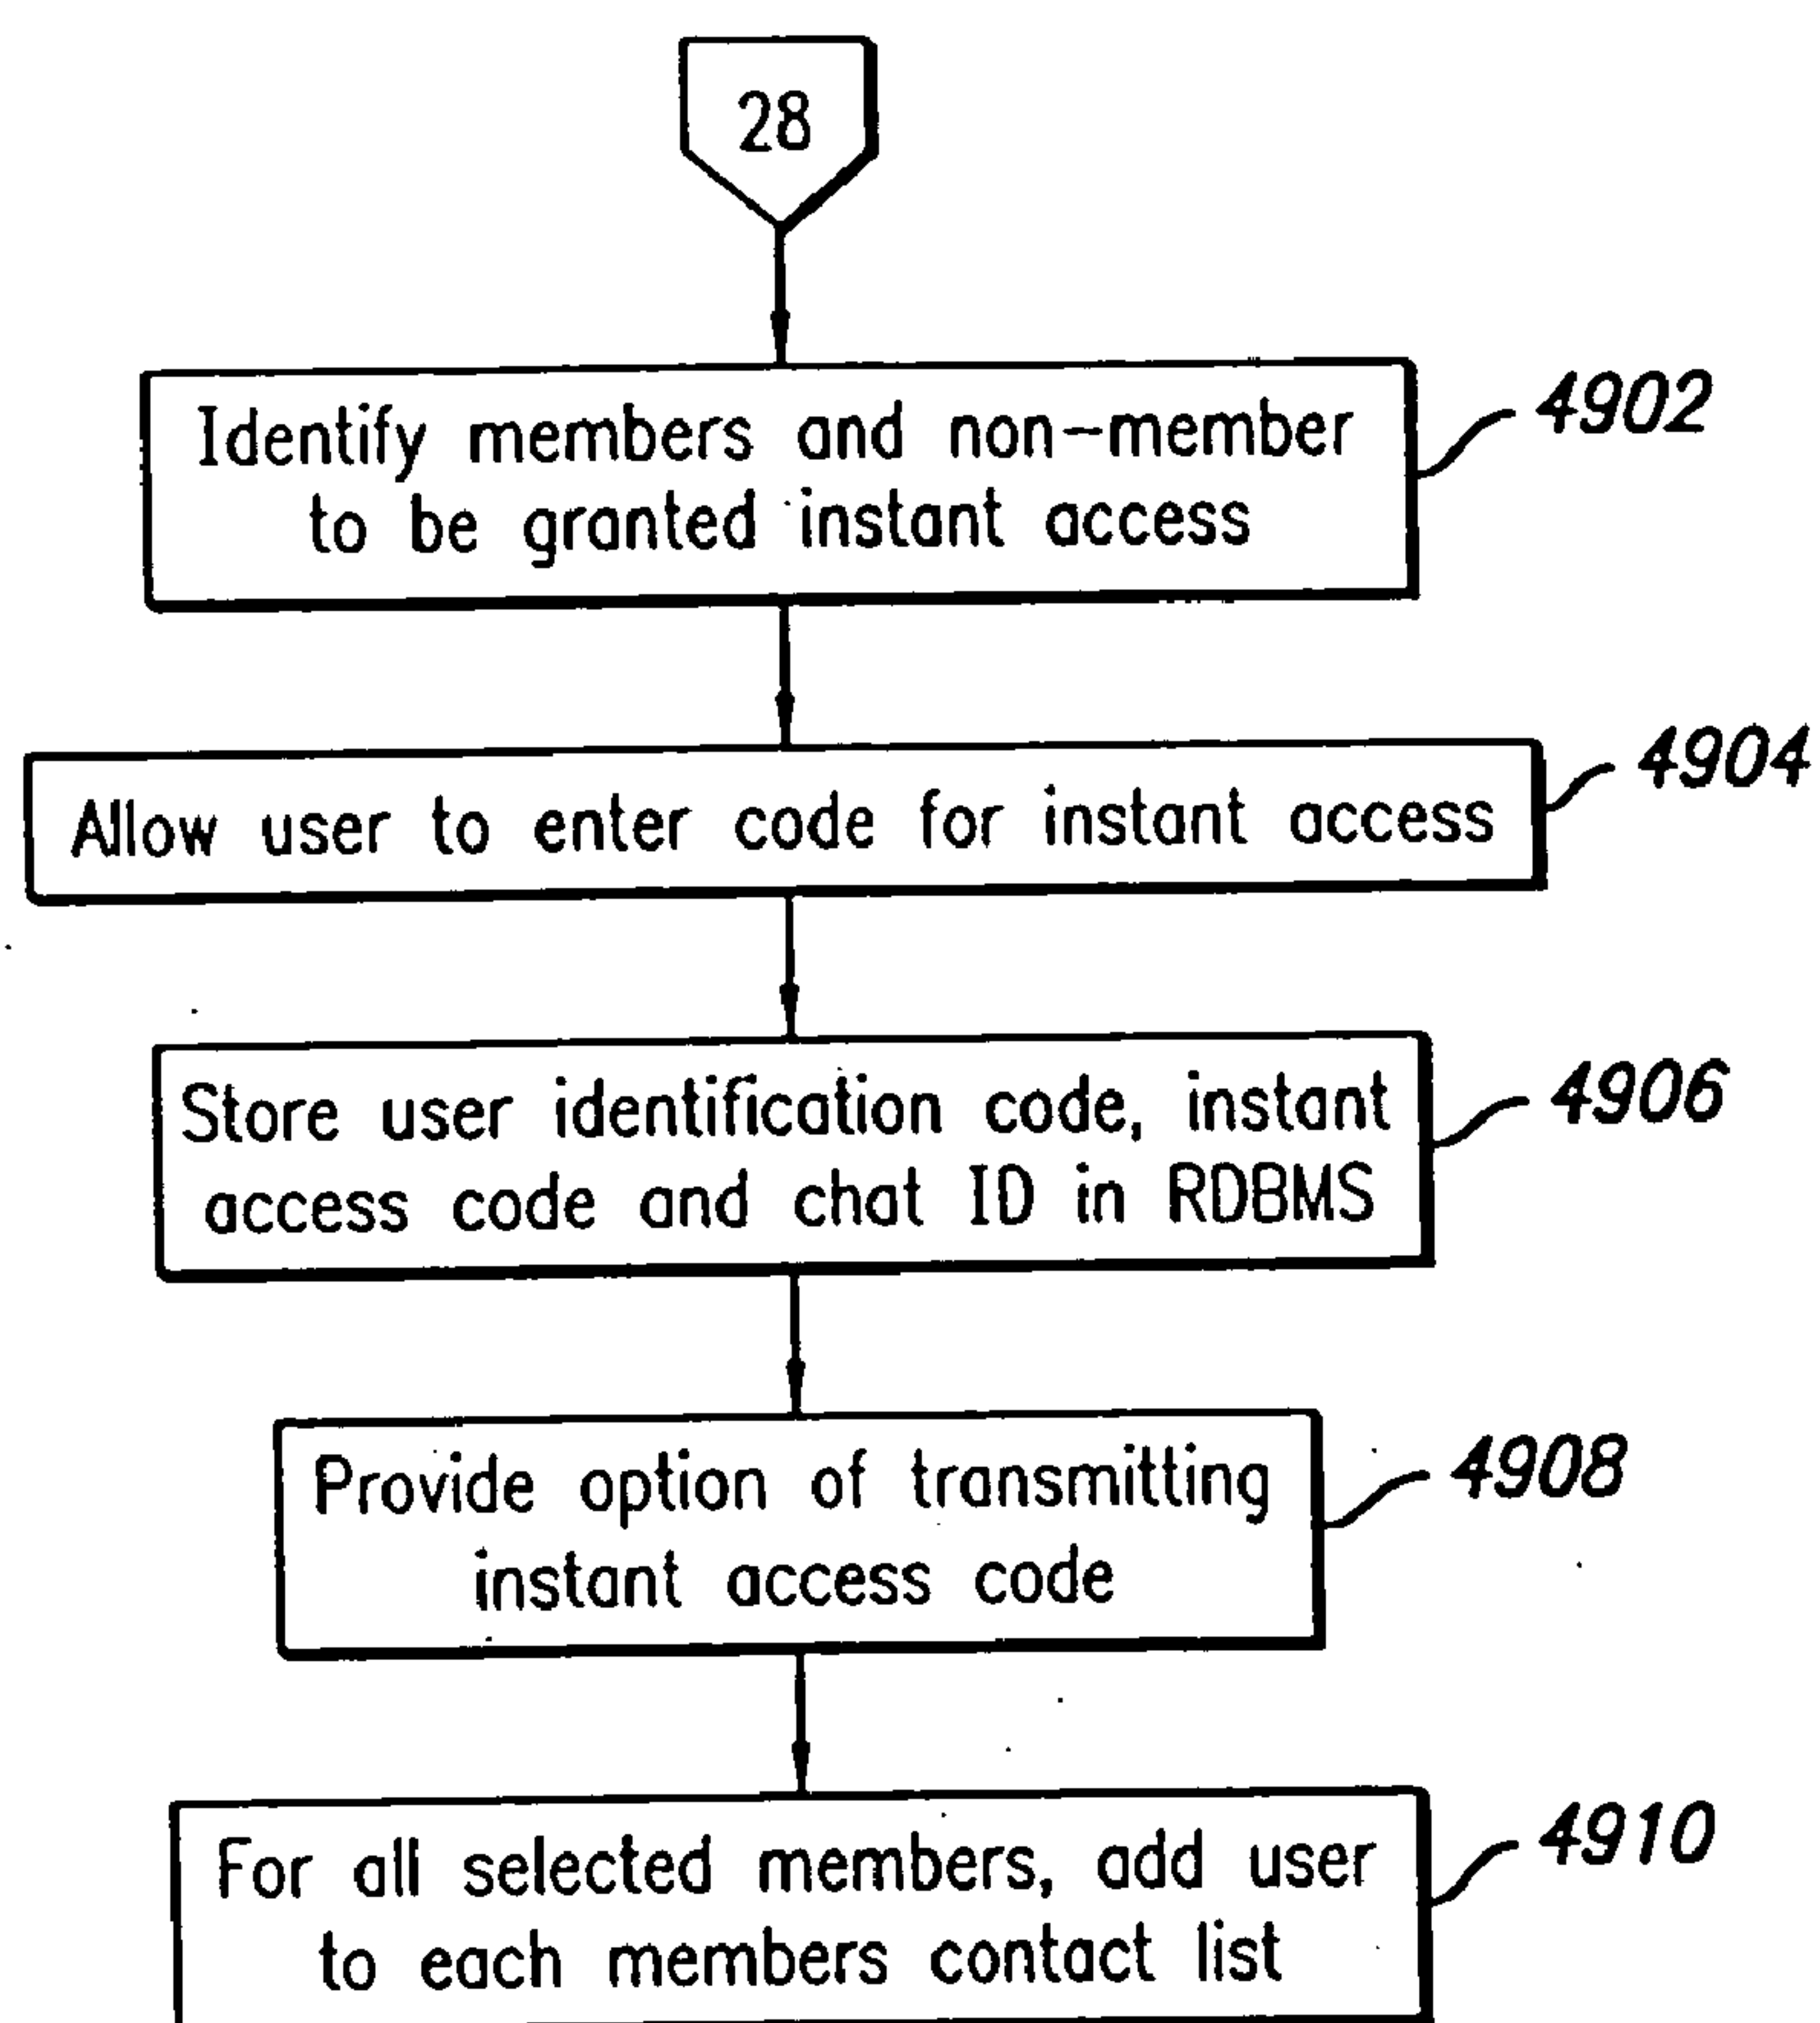 28
Identify members and non-member
to be granted instant access
4902
Allow user to enter code for instant access
4904
Store user identification code, instant
access code and chat ID in RDBMS
4906
Provide option of transmitting
instant access code
4908
For all selected members, add user
to each members contact list
4910